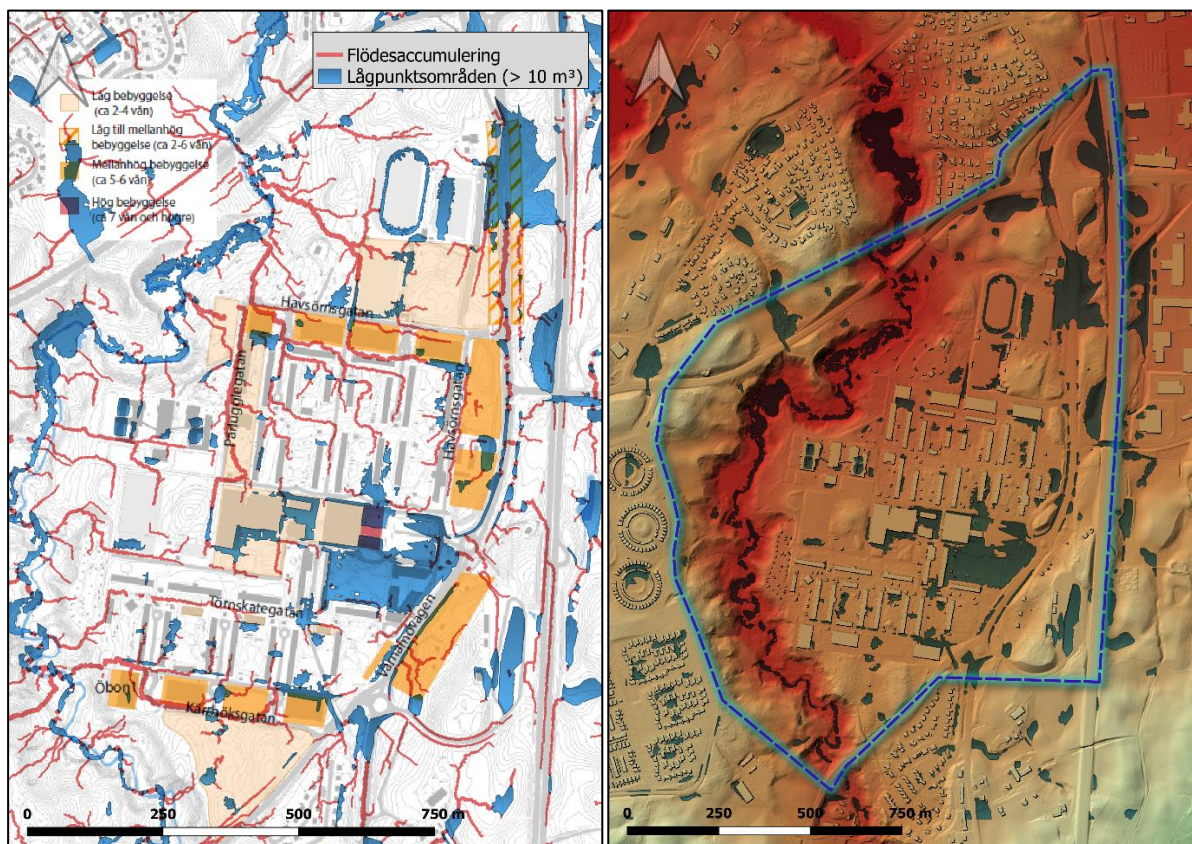 Flödesaccumulering
Lågpunktsområden (> 10 m³)
Låg bebyggelse
(ca 2-4 vån)
Låg till mellanhög
bebyggelse (ca 2-6 vån)
Mellanhög bebyggelse
(ca 5-6 vån)
Hög bebyggelse
(ca 7 vån och högre)
Havsörnsgatan
Pärlugglegatan
Havsörnsgatan
Törnskategatan
Värnamovägen
Öbon
Kärrhöksgatan
0 250 500 750 m
0 250 500 750 m